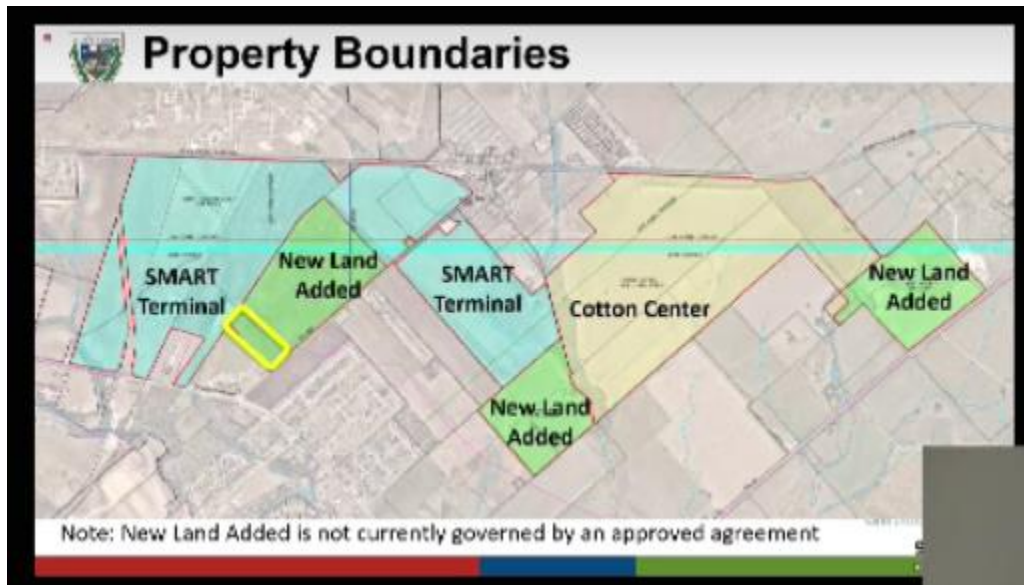 Property Boundaries
SMART
Terminal
New Land
Added
SMART
Terminal
Cotton Center
New Land
Added
New Land
Added
Note: New Land Added is not currently governed by an approved agreement